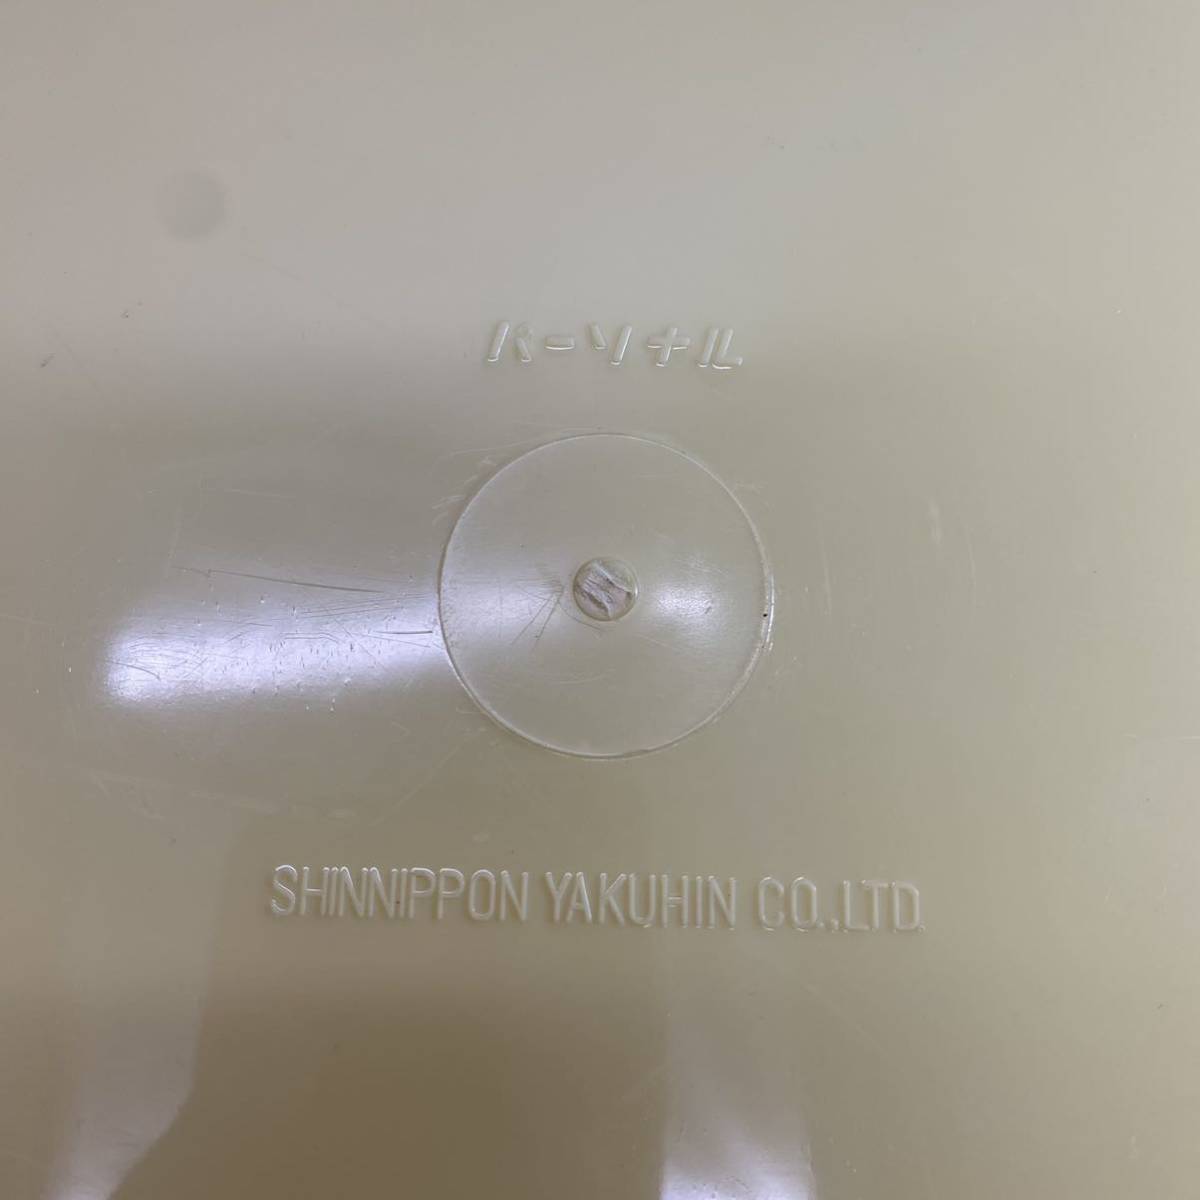 パーソナル
SHINNIPPON YAKUHIN CO.,LTD.